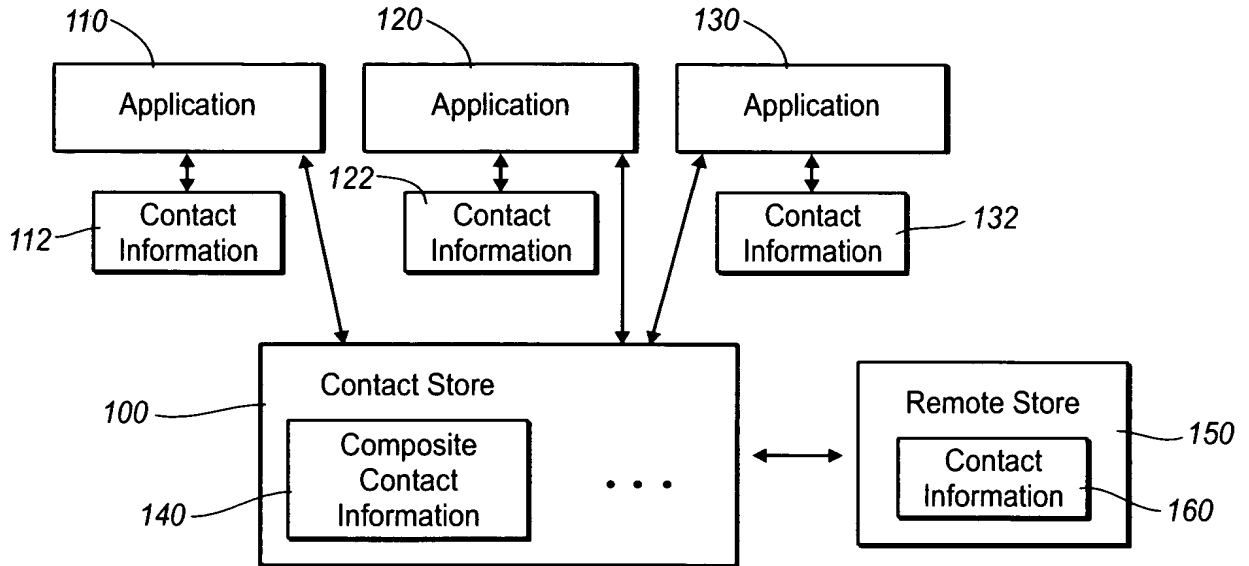 110
120
130
Application
Application
Application
112
Contact
Information
122
Contact
Information
Contact
Information
132
100
Contact Store
140
Composite
Contact
Information
. . .
Remote Store
150
Contact
Information
160